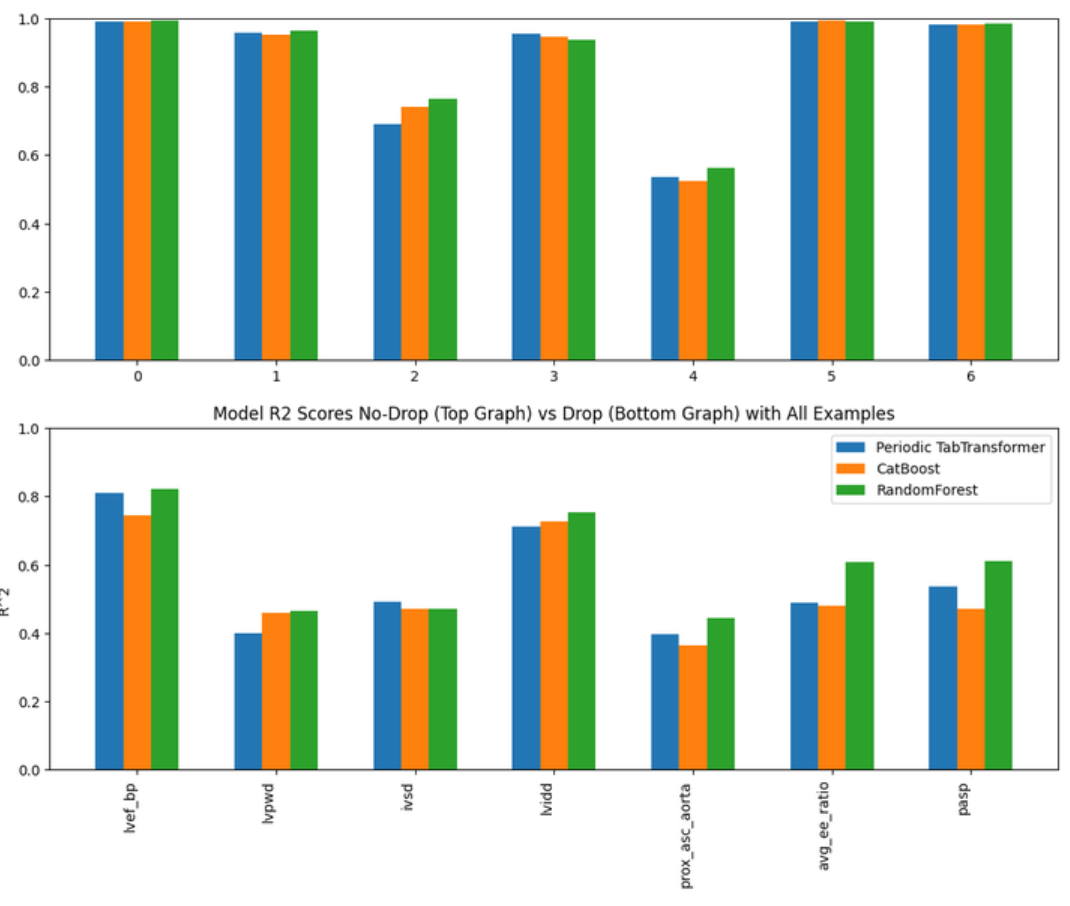 1.0
0.8
0.6
0.4
0.2
0.0
0 1 2 3 4 5 6
Model R2 Scores No-Drop (Top Graph) vs Drop (Bottom Graph) with All Examples
1.0
0.8
0.6
0.4
0.2
0.0
Periodic TabTransformer
CatBoost
RandomForest
lvef_bp
lvpwd
ivsd
lvidd
prox_asc_aorta
avg_ee_ratio
pasp